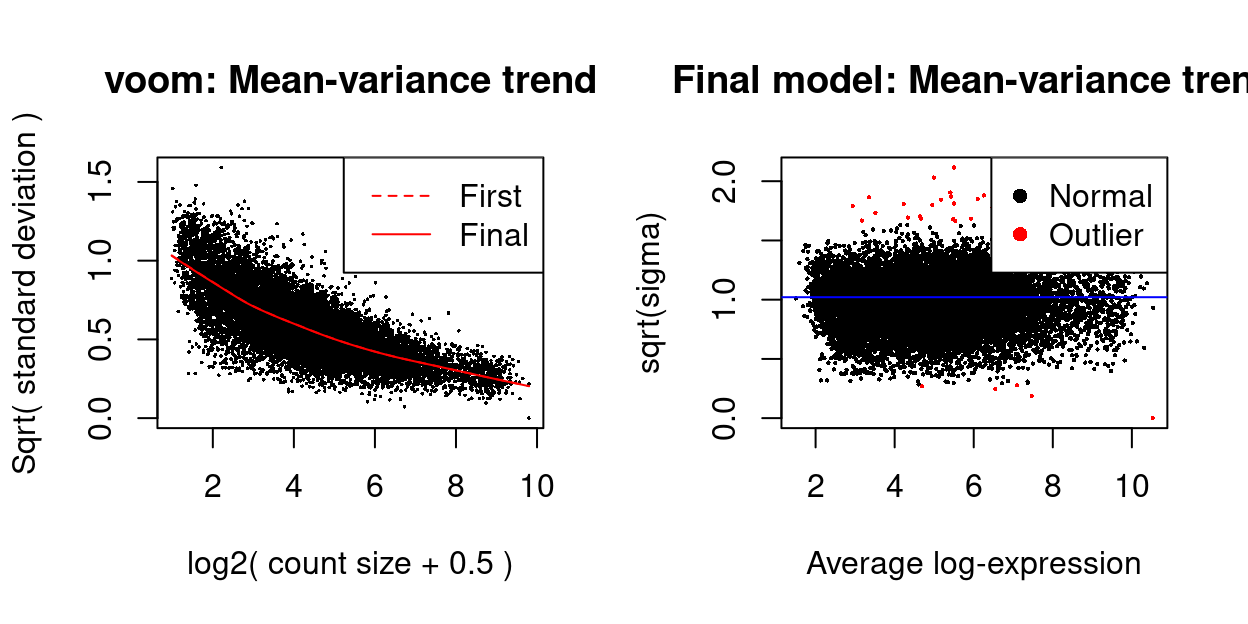 voom: Mean-variance trend
Sqrt( standard deviation )
1.5
1.0
0.5
0.0
First
Final
2 4 6 8 10
log2( count size + 0.5 )
Final model: Mean-variance tren
sqrt(sigma)
2.0
1.0
0.0
Normal
Outlier
2 4 6 8 10
Average log-expression